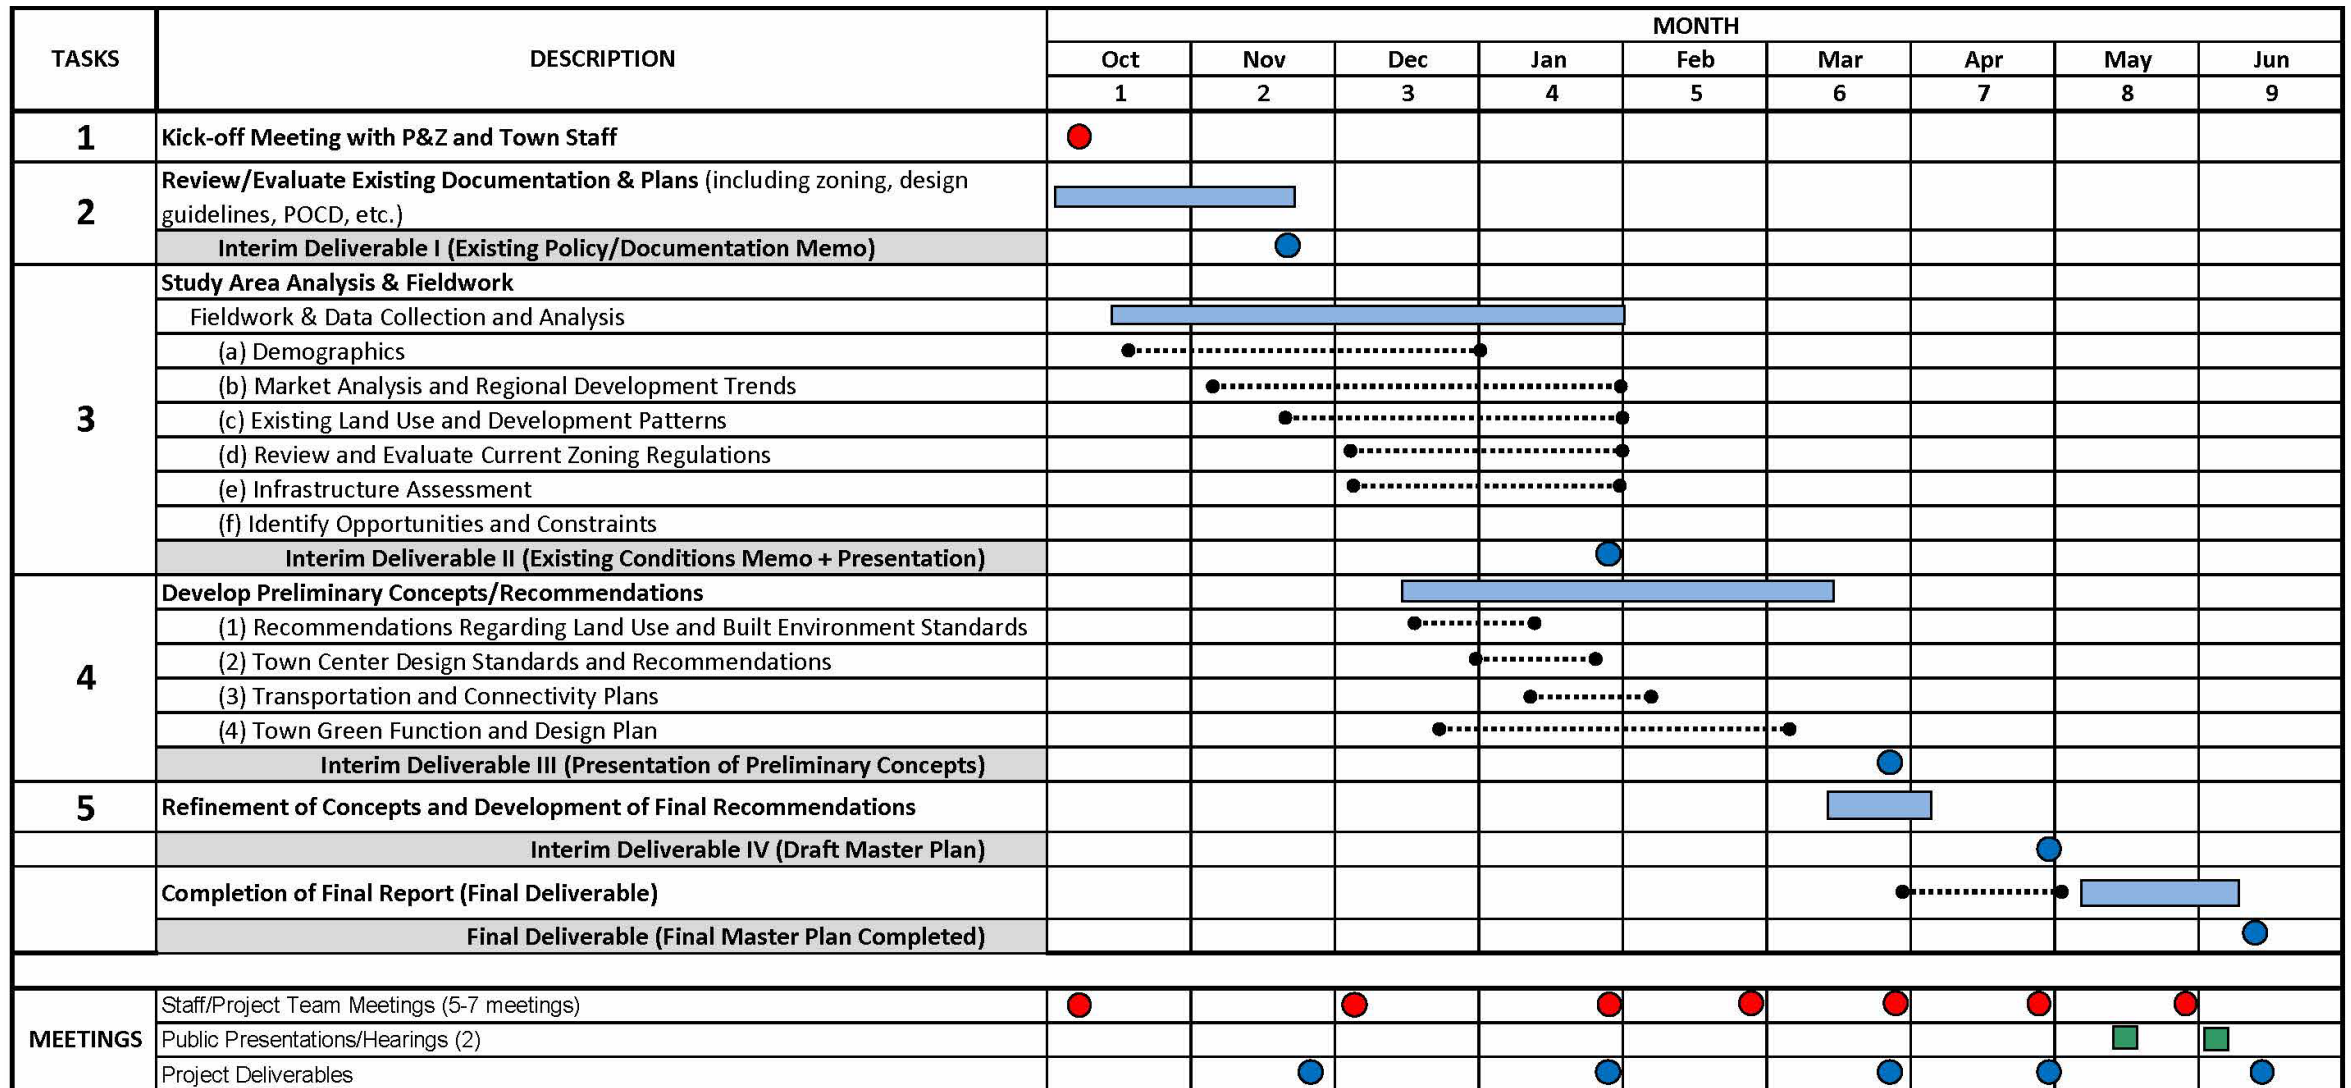 MONTH
TASKS DESCRIPTION Oct Nov Dec Jan Feb Mar Apr May Jun
1 2 3 4 5 6 7 8 9
1 Kick-off Meeting with P&Z and Town Staff
2 Review/Evaluate Existing Documentation & Plans (including zoning, design
guidelines, POCD, etc.)
Interim Deliverable I (Existing Policy/Documentation Memo)
3 Study Area Analysis & Fieldwork
Fieldwork & Data Collection and Analysis
(a) Demographics
(b) Market Analysis and Regional Development Trends
(c) Existing Land Use and Development Patterns
(d) Review and Evaluate Current Zoning Regulations
(e) Infrastructure Assessment
(f) Identify Opportunities and Constraints
Interim Deliverable II (Existing Conditions Memo + Presentation)
4 Develop Preliminary Concepts/Recommendations
(1) Recommendations Regarding Land Use and Built Environment Standards
(2) Town Center Design Standards and Recommendations
(3) Transportation and Connectivity Plans
(4) Town Green Function and Design Plan
Interim Deliverable III (Presentation of Preliminary Concepts)
5 Refinement of Concepts and Development of Final Recommendations
Interim Deliverable IV (Draft Master Plan)
Completion of Final Report (Final Deliverable)
Final Deliverable (Final Master Plan Completed)
MEETINGS Staff/Project Team Meetings (5-7 meetings)
Public Presentations/Hearings (2)
Project Deliverables